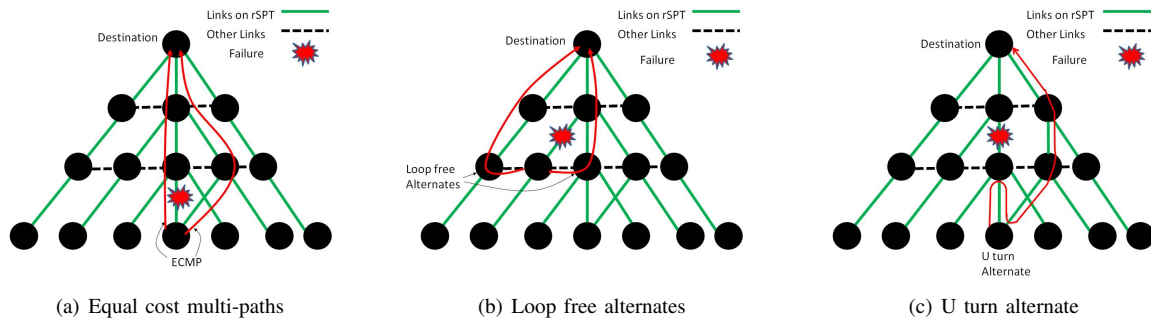 Links on rSPT
Destination
Other Links
Failure
ECMP
(a) Equal cost multi-paths
Links on rSPT
Destination
Other Links
Failure
Loop free
Alternates
(b) Loop free alternates
Links on rSPT
Destination
Other Links
Failure
U turn
Alternate
(c) U turn alternate